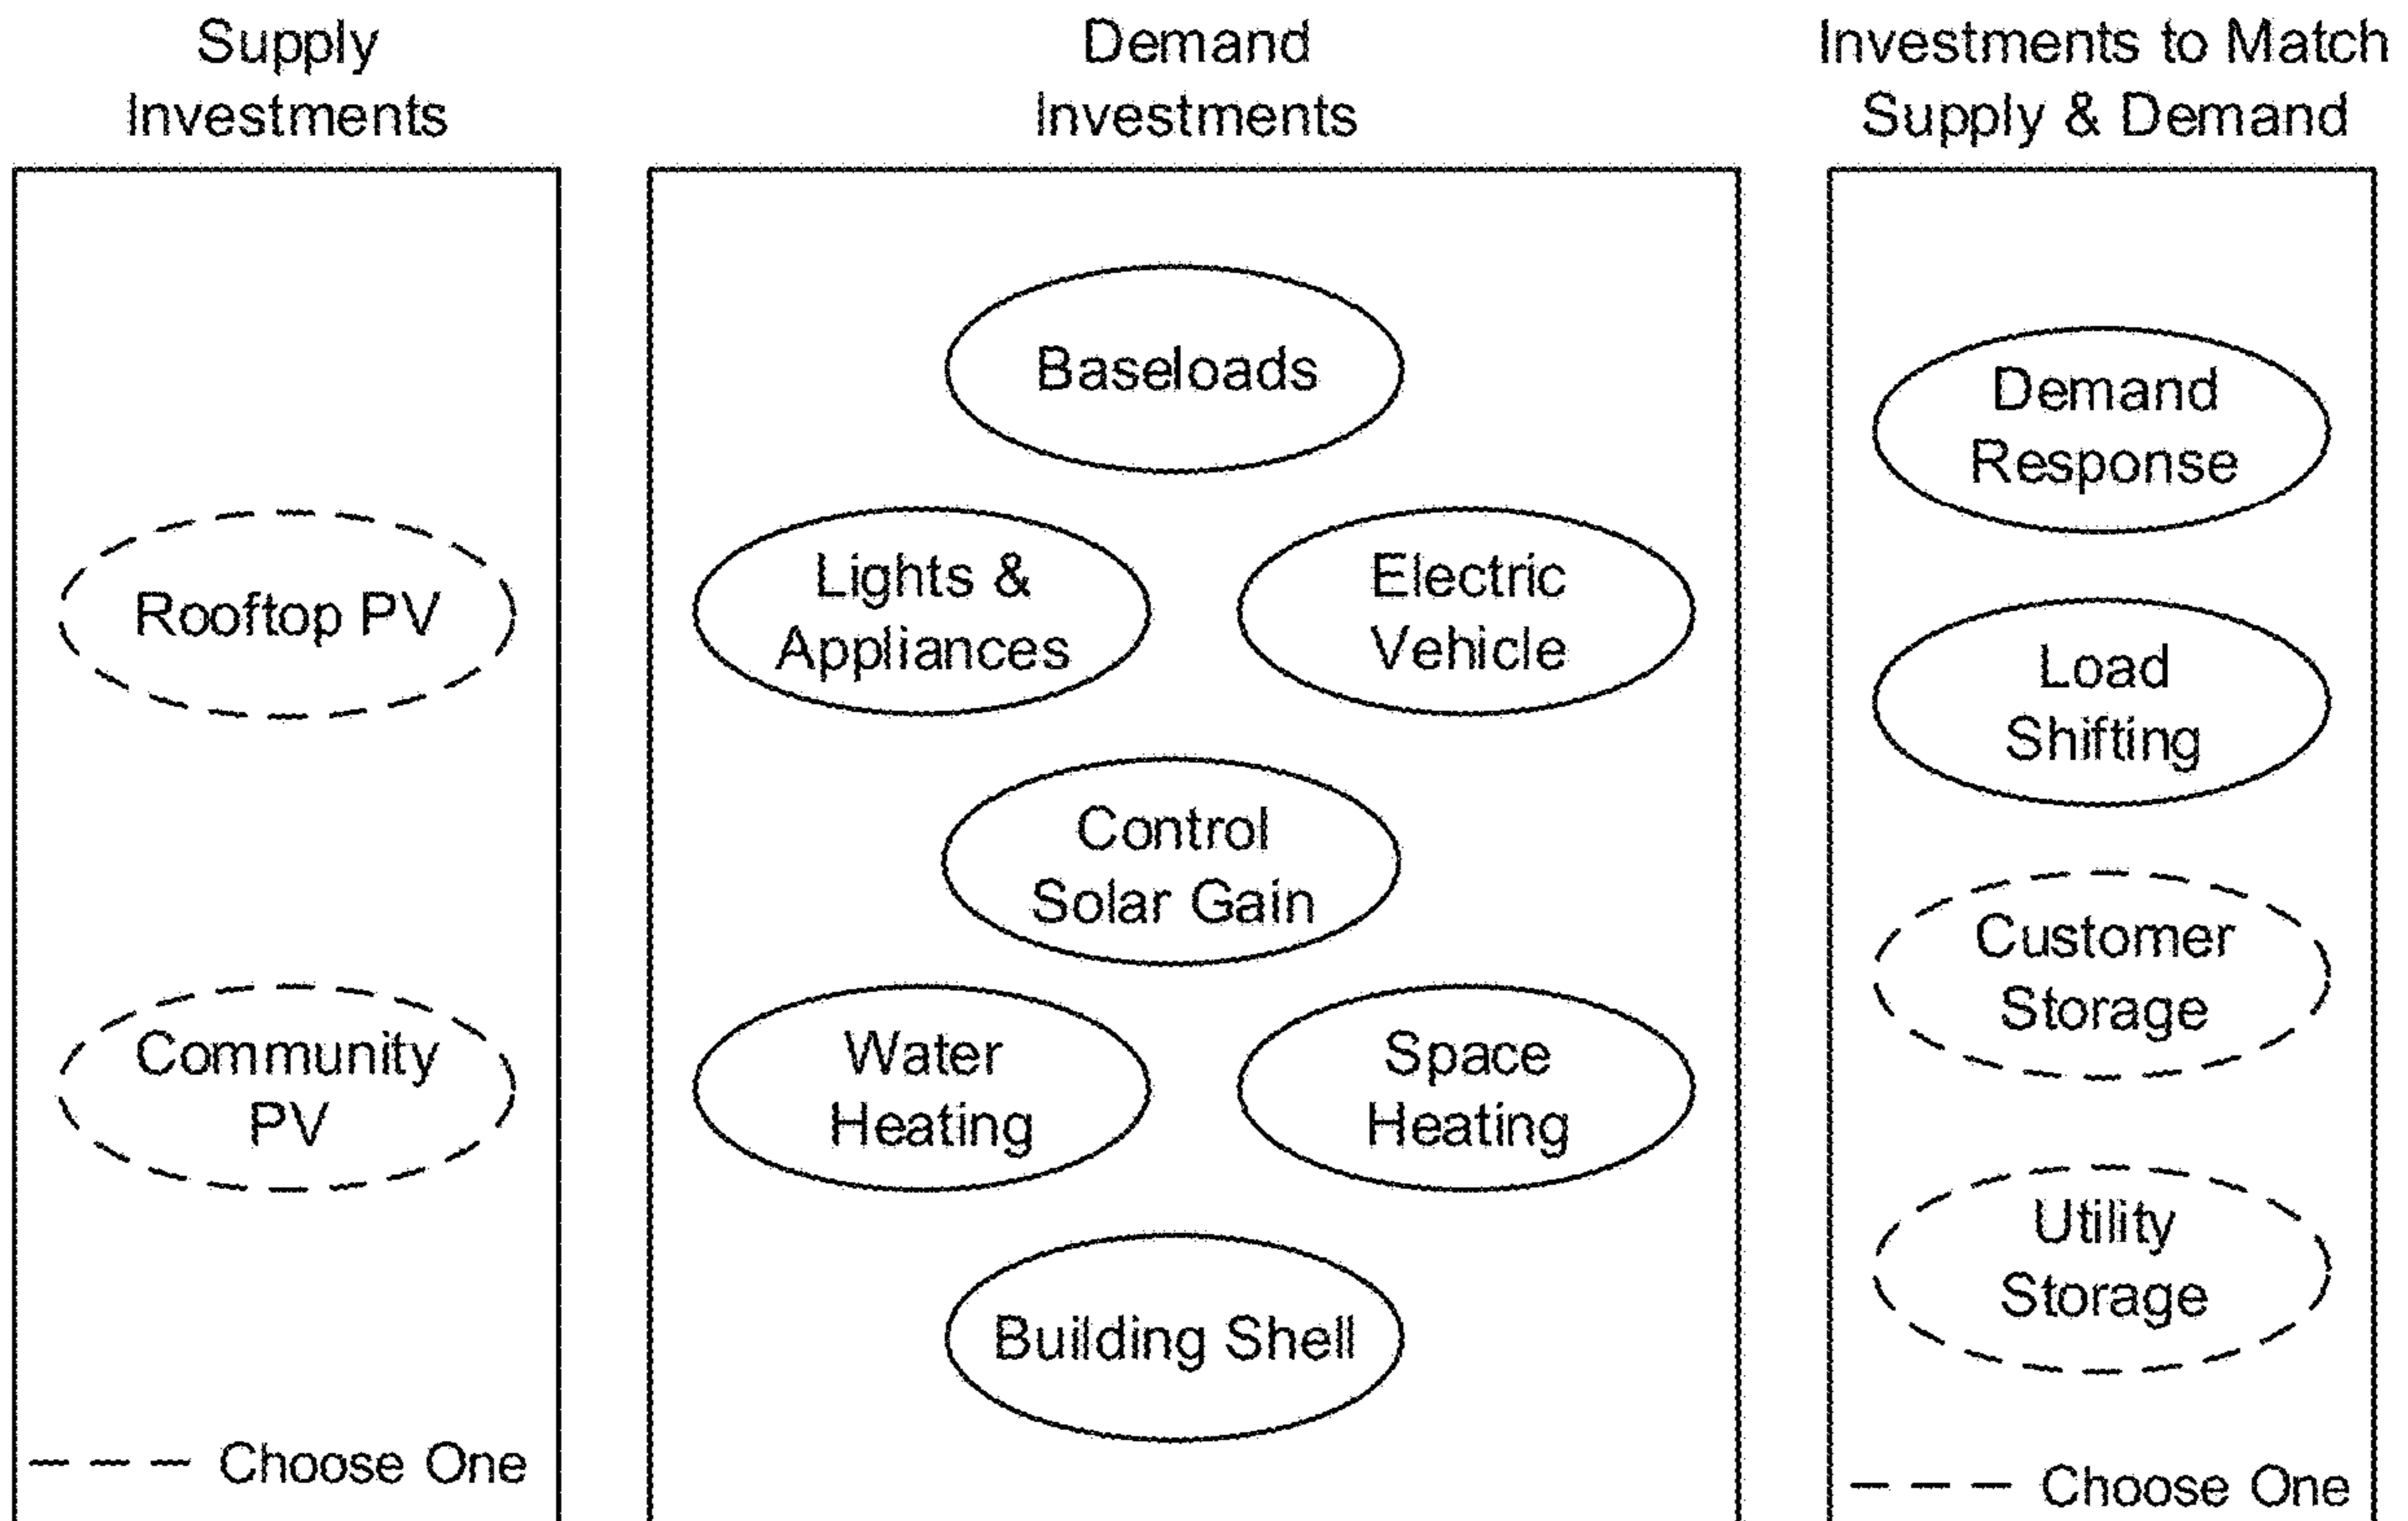 Supply
Investments
Rooftop PV
Community
PV
--- Choose One
Demand
Investments
Baseloads
Lights &
Appliances
Electric
Vehicle
Control
Solar Gain
Water
Heating
Space
Heating
Building Shell
Investments to Match
Supply & Demand
Demand
Response
Load
Shifting
Customer
Storage
Utility
Storage
--- Choose One